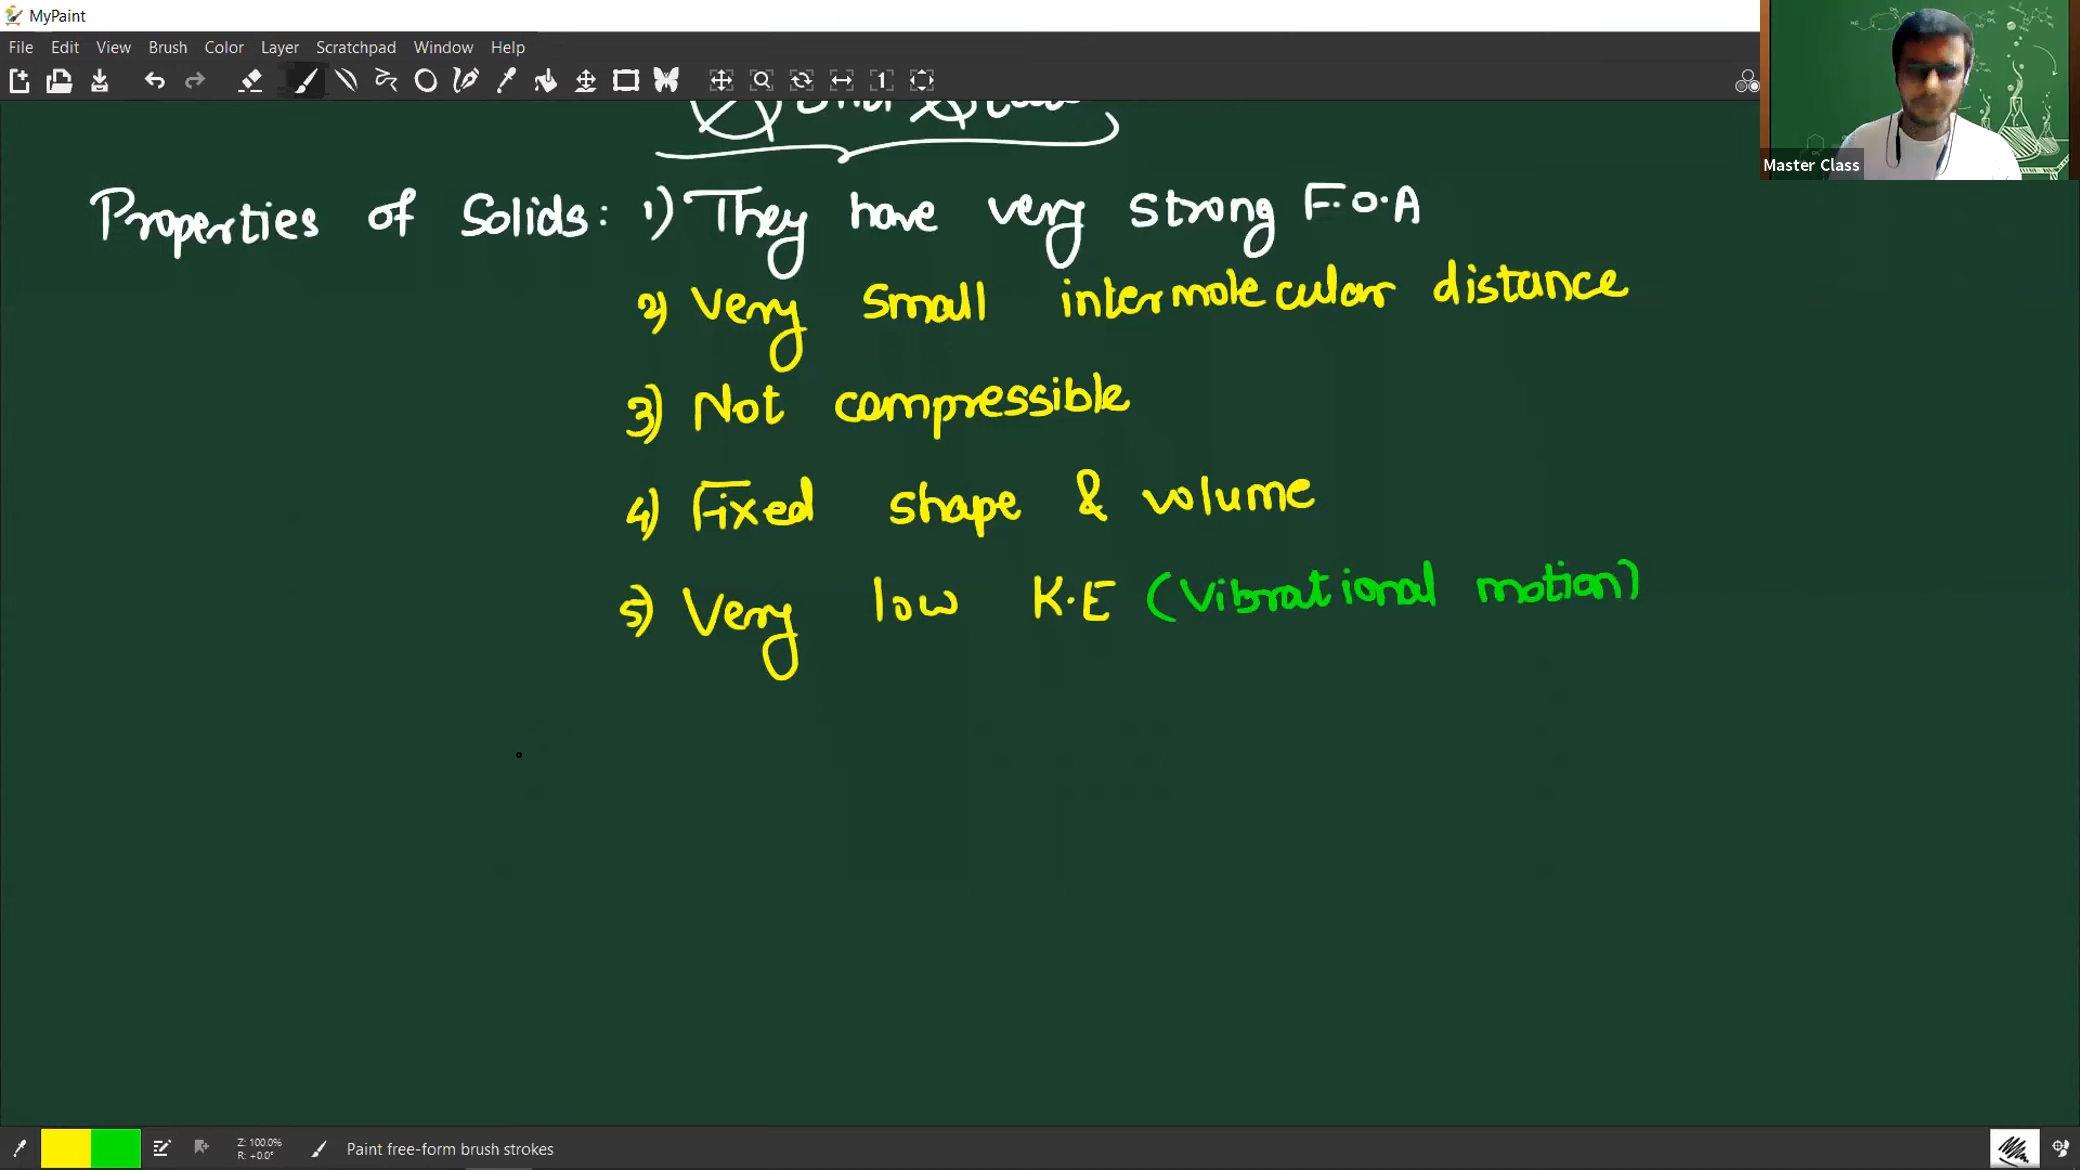 MyPaint
File Edit View Brush Color Layer Scratchpad Window Help
Master Class
Properties of Solids: 1) They have very strong F.O.A
2) Very small intermolecular distance
3) Not compressible
4) Fixed shape & volume
5) Very low K.E (Vibrational motion)
Z: 100.0%
R: +0.0°
Paint free-form brush strokes